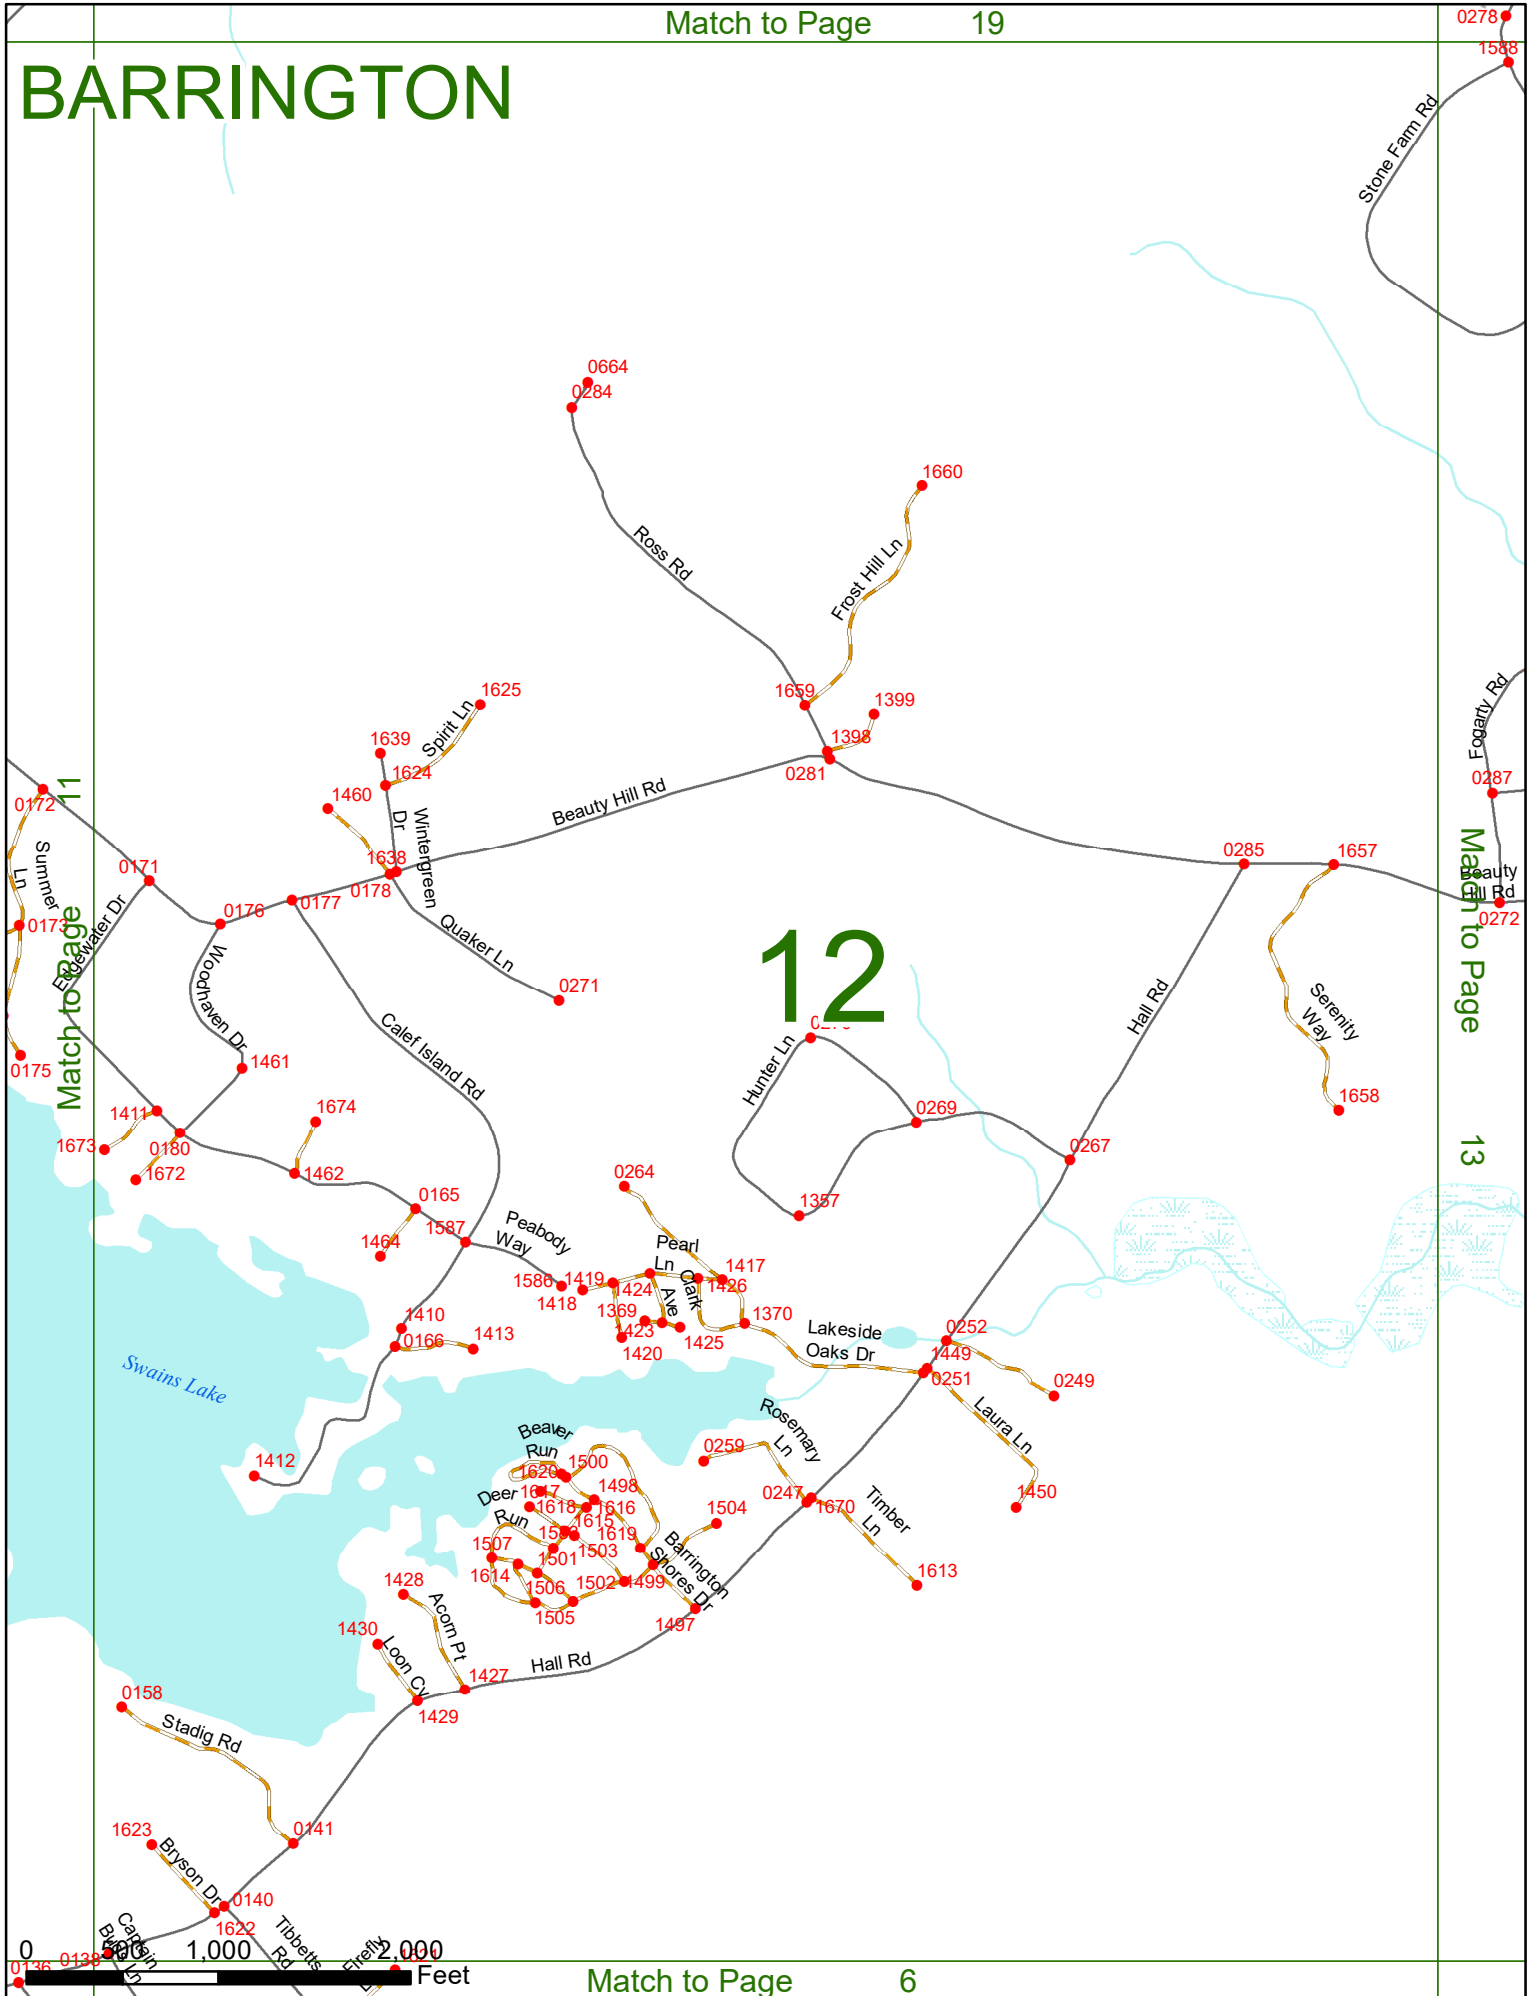 Match to Page 19
0278
1588
BARRINGTON
Stone Farm Rd
0664
0284
1660
Ross Rd
Frost Hill Ln
1625
1659
1399
Spirit Ln
1639
1398
0281
Fogarty Rd
1624
0172
11
1460
Dr
Wintergreen
Beauty Hill Rd
0287
Summer
Ln
0171
1638
0178
0285
1657
Beauty
Hill Rd
0272
0177
0176
0173
Edgewater Dr
Match to Page
Woodhaven Dr
Quaker Ln
0271
12
Match to Page
13
Calef Island Rd
Hall Rd
Serenity
Way
Hunter Ln
0175
1461
1411
1674
0269
1658
1673
0180
1672
1462
0267
0264
0165
1357
1587
Peabody
Way
Pearl
Ln
1464
1586
1419
1424
Clark
Ave
1417
1426
1418
1410
1369
1370
0166
1413
1423
1425
1420
Lakeside
Oaks Dr
0252
1449
0251
Swains Lake
0249
Laura Ln
Rosemary
Ln
Beaver
Run
0259
1412
1620
1500
1617
1498
Deer
Run
1618
1616
0247
1670
Timber
Ln
1450
1615
1504
1619
1503
Barrington
Shores Dr
1507
1501
1614
1502
1499
1506
1505
1613
1428
Acorn Pt
1497
1430
Loon Cy
Hall Rd
1427
1429
0158
Stadig Rd
0141
1623
Bryson Dr
0140
1622
Captain
Tibbetts
Rd
Firefly
0 500 1,000 2,000
Feet
0138
0136
Match to Page 6